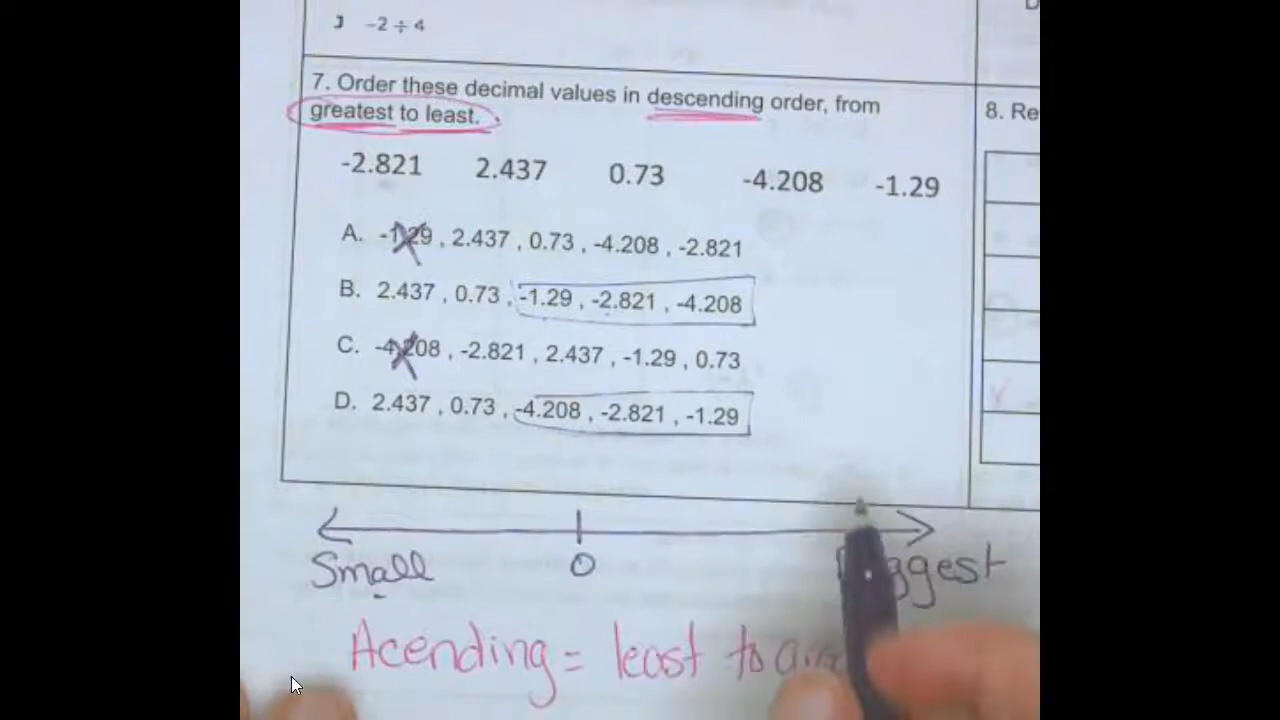 J -2 ÷ 4
7. Order these decimal values in descending order, from
greatest to least.
8. Re
-2.821 2.437 0.73 -4.208 -1.29
A. -1.29 , 2.437 , 0.73 , -4.208 , -2.821
B. 2.437 , 0.73 , -1.29 , -2.821 , -4.208
C. -4.208 , -2.821 , 2.437 , -1.29 , 0.73
D. 2.437 , 0.73 , -4.208 , -2.821 , -1.29
Small 0
Acending = least to